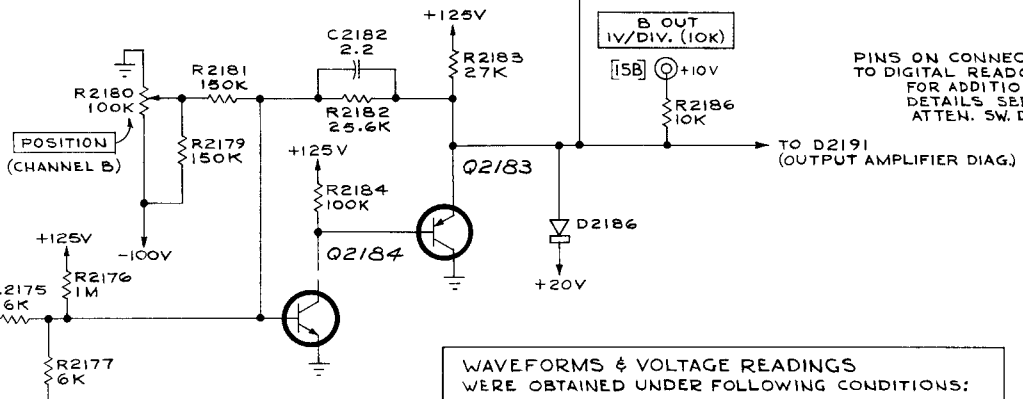 +125V
B OUT
1V/DIV. (10K)
C2182
2.2
R2183
27K
[15B]
+10V
PINS ON CONNEC
TO DIGITAL READO
FOR ADDITIO
DETAILS SEE
ATTEN. SW. D
R2181
150K
R2180
100K
R2182
25.6K
R2186
10K
POSITION
(CHANNEL B)
R2179
150K
+125V
TO D2191
(OUTPUT AMPLIFIER DIAG.)
Q2183
R2184
100K
D2186
+125V
-100V
Q2184
R2176
1M
+20V
2175
6K
R2177
6K
WAVEFORMS & VOLTAGE READINGS
WERE OBTAINED UNDER FOLLOWING CONDITIONS: